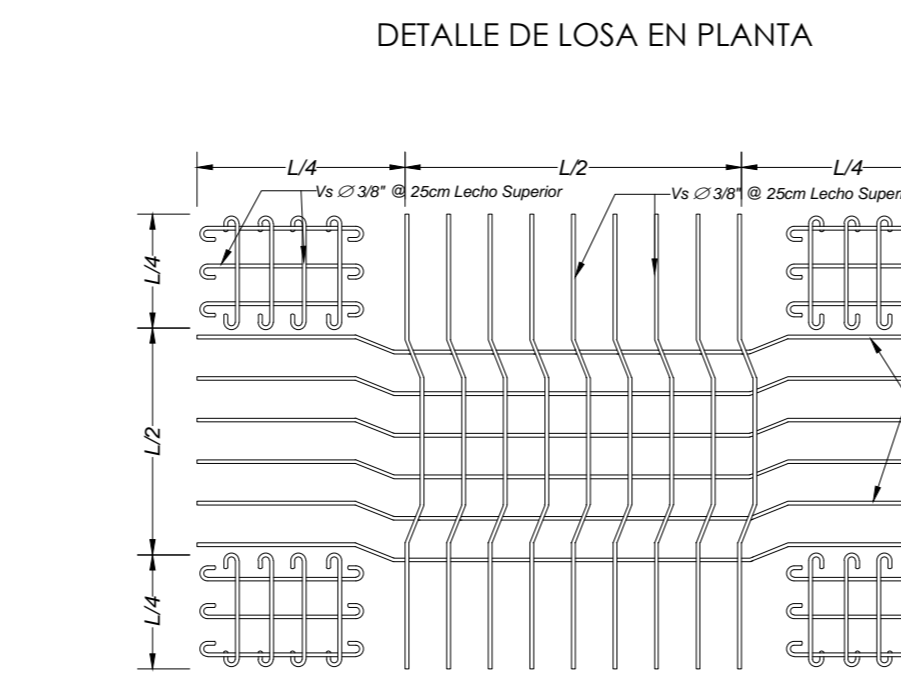 DETALLE DE LOSA EN PLANTA
L/4
L/2
L/4
Vs Ø 3/8" @ 25cm Lecho Superior
Vs Ø 3/8" @ 25cm Lecho Superi
L/4
L/2
L/4